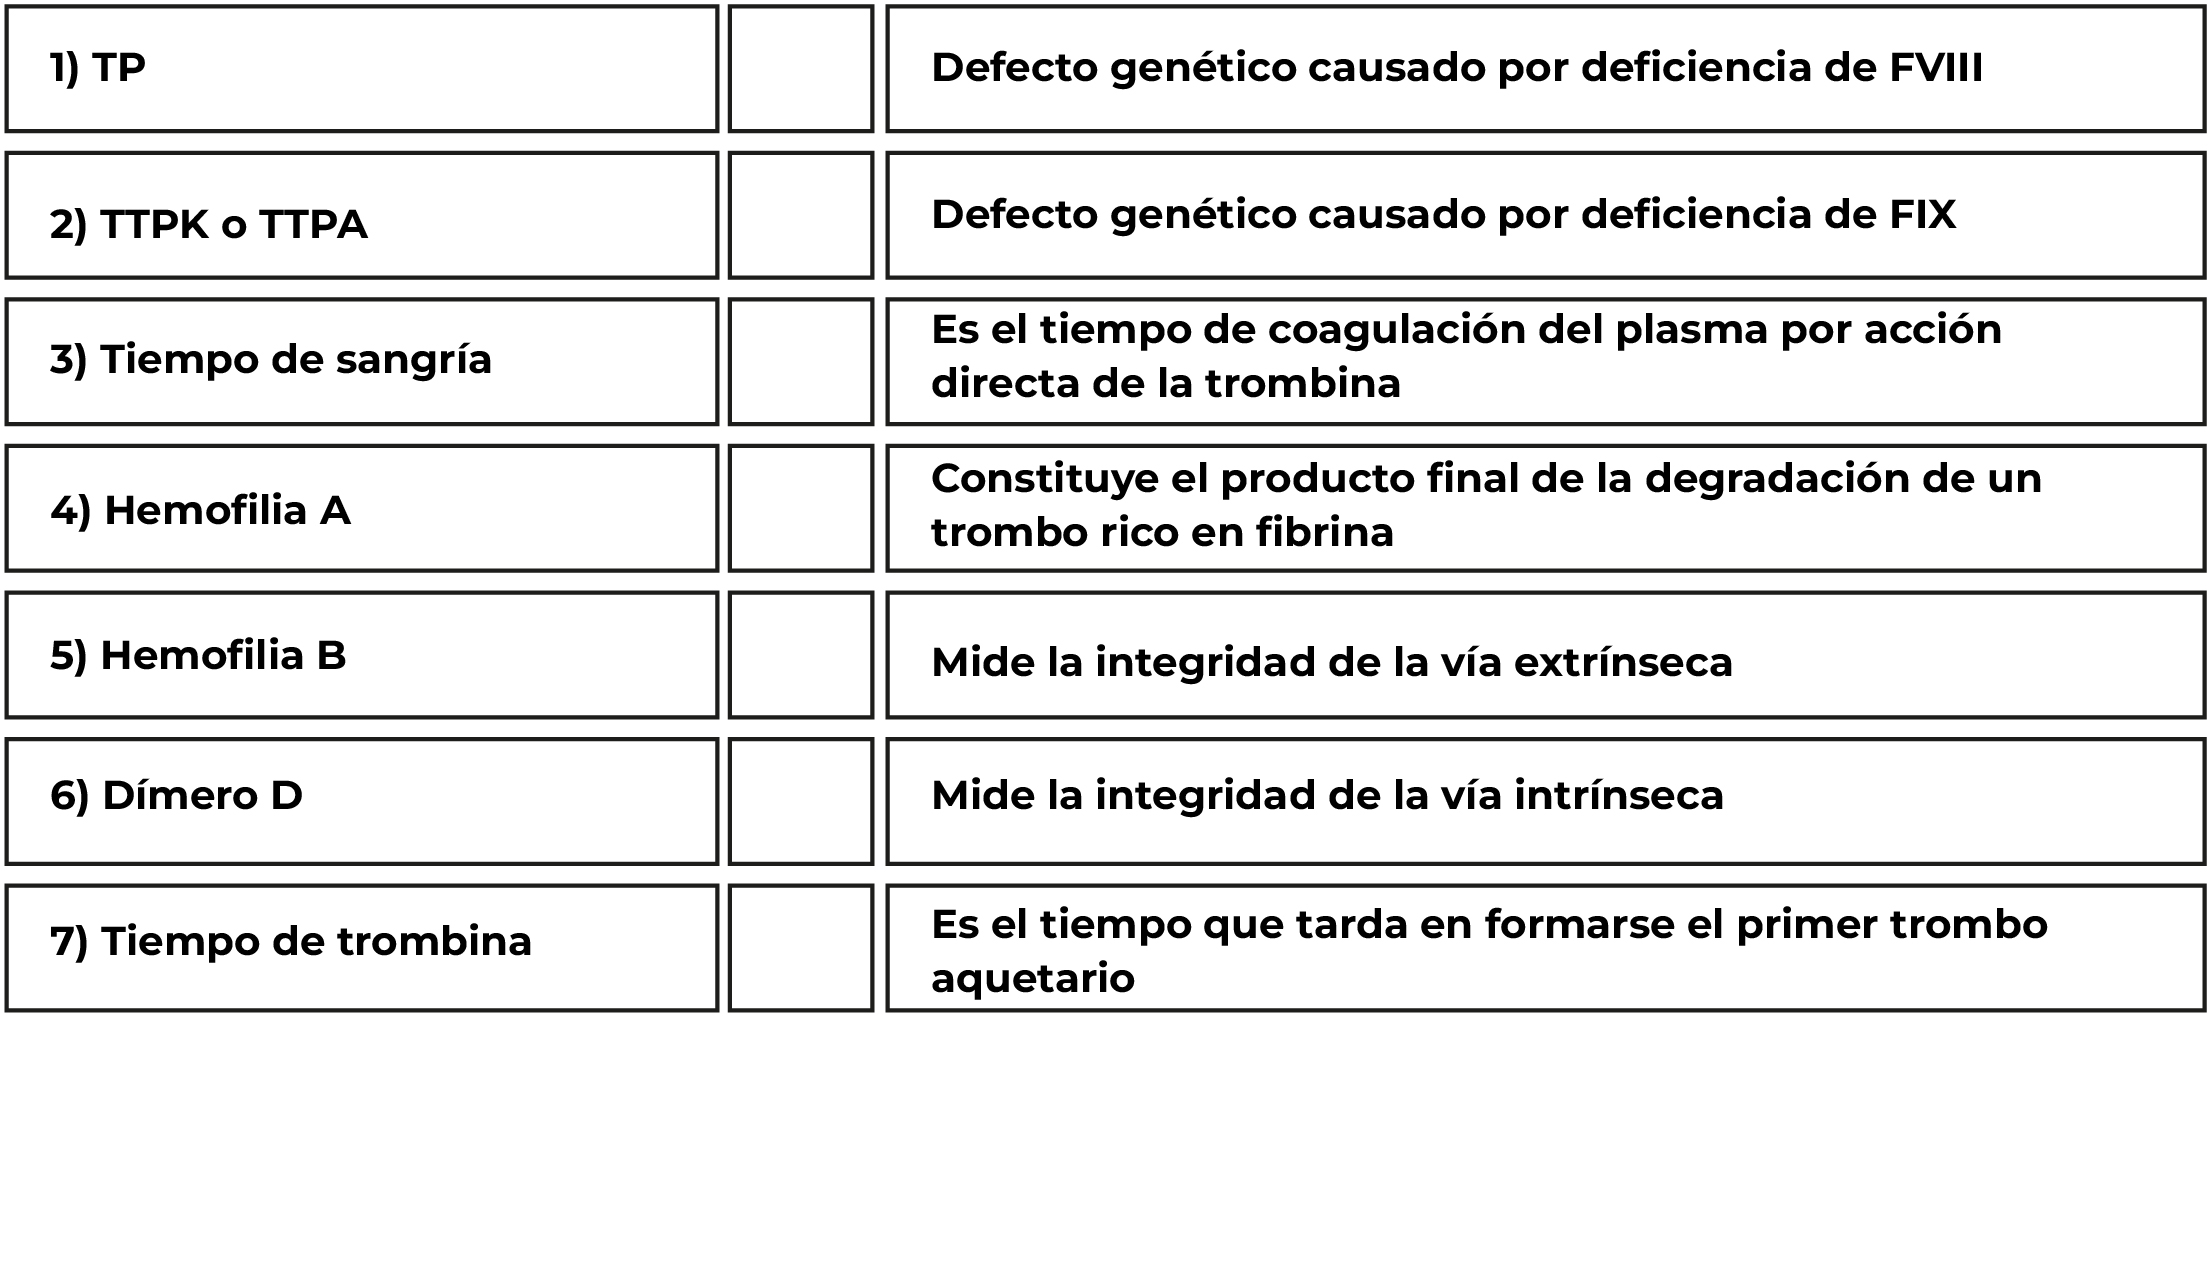 1) TP
Defecto genético causado por deficiencia de FVIII
2) TTPK o TTPA
Defecto genético causado por deficiencia de FIX
3) Tiempo de sangría
Es el tiempo de coagulación del plasma por acción
directa de la trombina
4) Hemofilia A
Constituye el producto final de la degradación de un
trombo rico en fibrina
5) Hemofilia B
Mide la integridad de la vía extrínseca
6) Dímero D
Mide la integridad de la vía intrínseca
7) Tiempo de trombina
Es el tiempo que tarda en formarse el primer trombo
aquetario